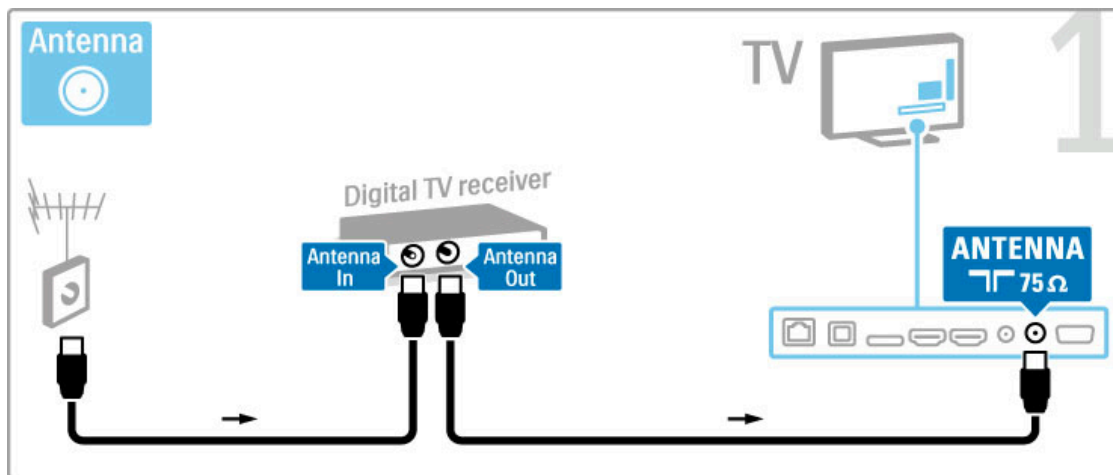 Antenna
TV
1
Digital TV receiver
Antenna
In
Antenna
Out
ANTENNA
75 Ω